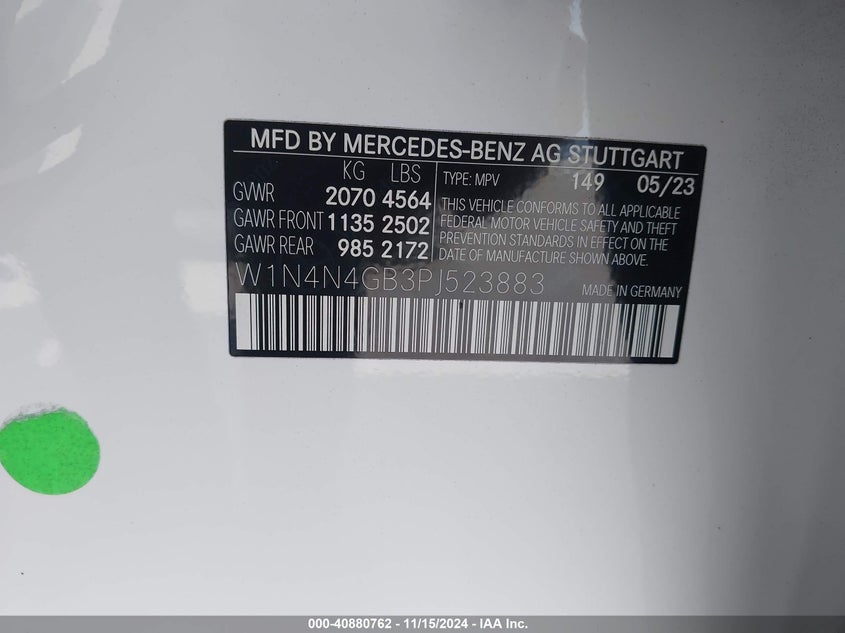 MFD BY MERCEDES-BENZ AG STUTTGART
KG LBS
GVWR 2070 4564
GAWR FRONT 1135 2502
GAWR REAR 985 2172
TYPE: MPV 149 05/23
THIS VEHICLE CONFORMS TO ALL APPLICABLE
FEDERAL MOTOR VEHICLE SAFETY AND THEFT
PREVENTION STANDARDS IN EFFECT ON THE
DATE OF MANUFACTURE SHOWN ABOVE.
W1N4N4GB3PJ523883 MADE IN GERMANY
000-40880762 - 11/15/2024 - IAA Inc.